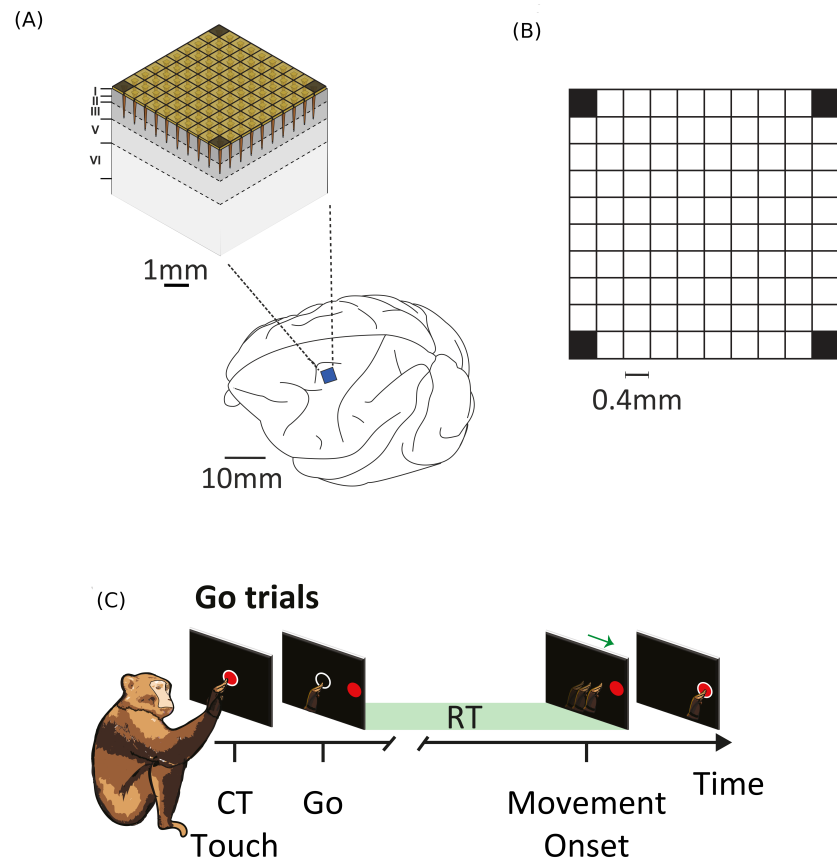 (A)
I
II
III
V
VI
1mm
10mm
(B)
0.4mm
(C)
Go trials
RT
CT
Touch
Go
Movement
Onset
Time